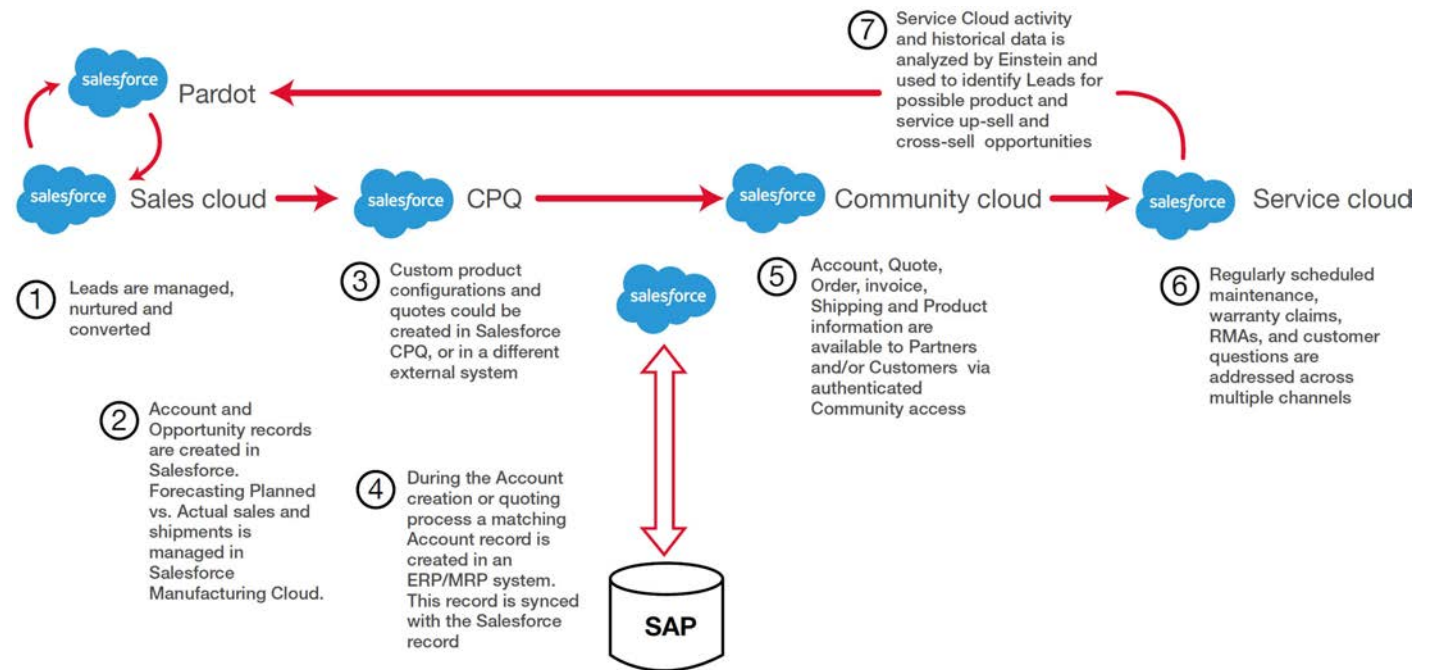 salesforce
Pardot
salesforce
Sales cloud
salesforce
CPQ
salesforce
Community cloud
salesforce
Service cloud
1
Leads are managed,
nurtured and
converted
2
Account and
Opportunity records
are created in
Salesforce.
Forecasting Planned
vs. Actual sales and
shipments is
managed in
Salesforce
Manufacturing Cloud.
3
Custom product
configurations and
quotes could be
created in Salesforce
CPQ, or in a different
external system
4
During the Account
creation or quoting
process a matching
Account record is
created in an
ERP/MRP system.
This record is synced
with the Salesforce
record
salesforce
SAP
5
Account, Quote,
Order, invoice,
Shipping and Product
information are
available to Partners
and/or Customers via
authenticated
Community access
6
Regularly scheduled
maintenance,
warranty claims,
RMAs, and customer
questions are
addressed across
multiple channels
7
Service Cloud activity
and historical data is
analyzed by Einstein and
used to identify Leads for
possible product and
service up-sell and
cross-sell opportunities